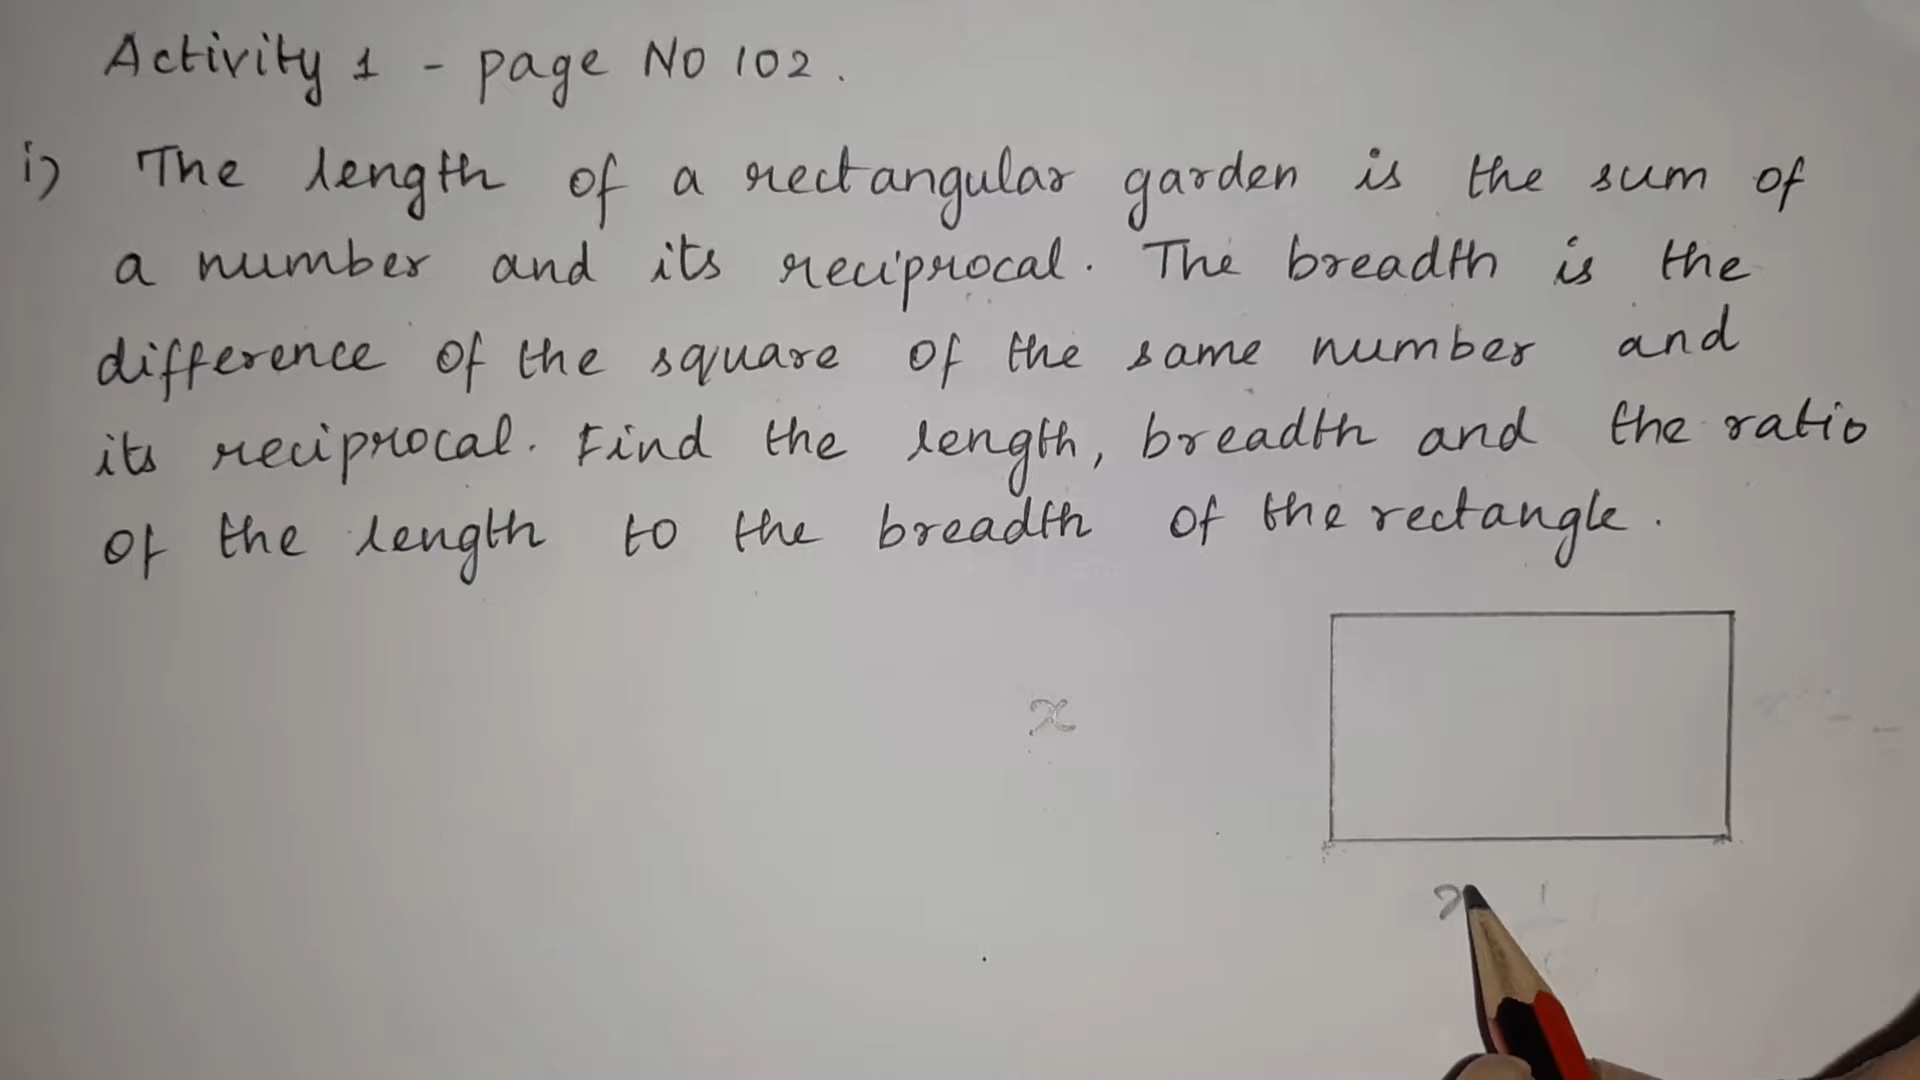 Activity 1 - page No 102.
i) The length of a rectangular garden is the sum of
a number and its reciprocal. The breadth is the
difference of the square of the same number and
its reciprocal. Find the length, breadth and the ratio
of the length to the breadth of the rectangle.
x